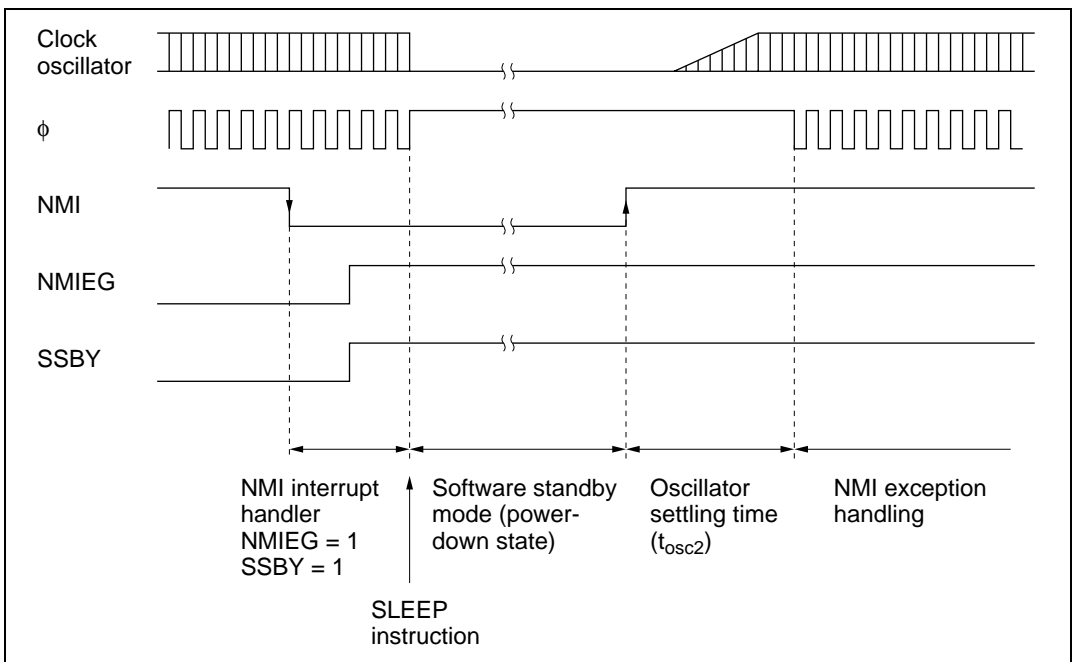 Clock
oscillator
φ
NMI
NMIEG
SSBY
NMI interrupt
handler
NMIEG = 1
SSBY = 1
Software standby
mode (power-
down state)
Oscillator
settling time
(tosc2)
NMI exception
handling
SLEEP
instruction